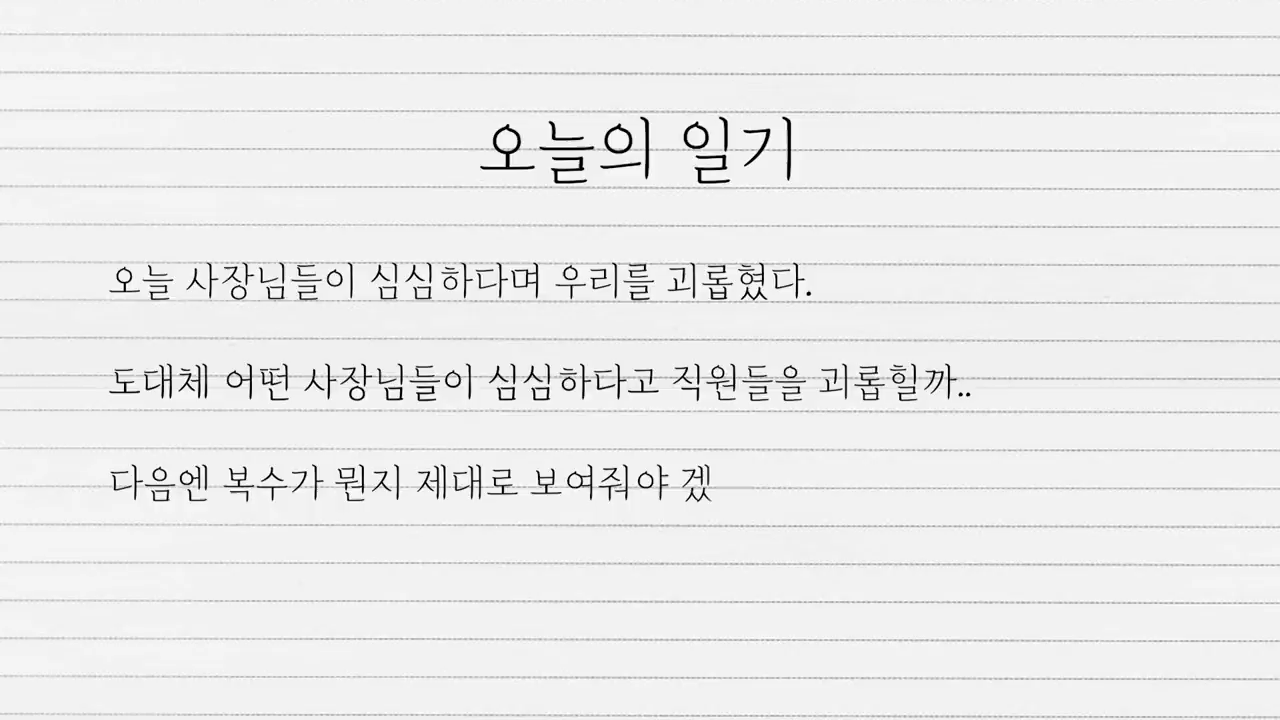 오늘의 일기
오늘 사장님들이 심심하다며 우리를 괴롭혔다.
도대체 어떤 사장님들이 심심하다고 직원들을 괴롭힐까..
다음엔 복수가 뭔지 제대로 보여줘야 겠